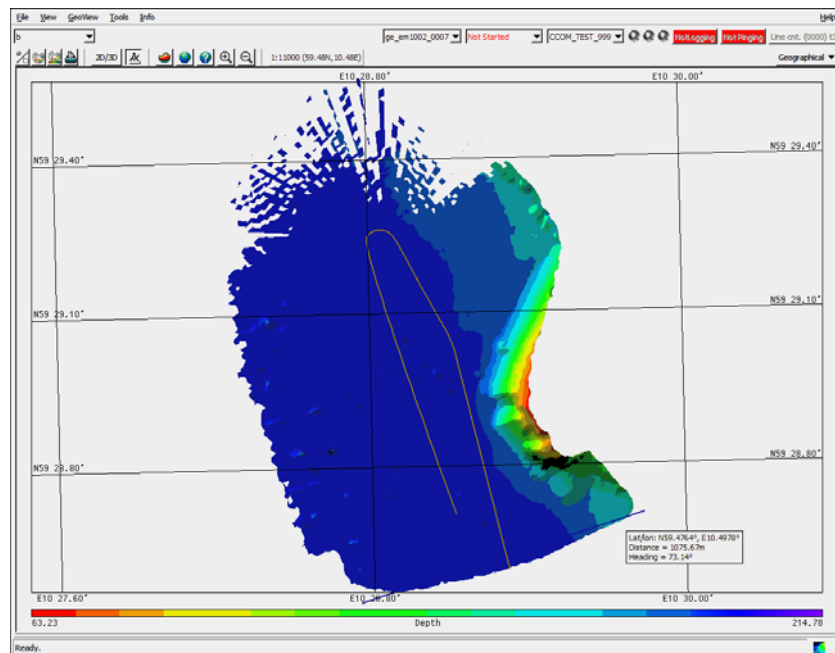 File View GeoView Tools Info Help
b ge_em1002_0007 Not Started CCOM_TEST_999 Not Logging Not Pinging Line cnt. (0000)
2D/3D 1:11000 (59.48N,10.48E) Geographical
E10 28.80' E10 30.00'
N59 29.40' N59 29.40'
N59 29.10' N59 29.10'
N59 28.80' N59 28.80'
Lat/lon: N59.4764°, E10.4978°
Distance = 1075.67m
Heading = 73.14°
E10 27.60' E10 28.80' E10 30.00'
63.23 Depth 214.78
Ready.